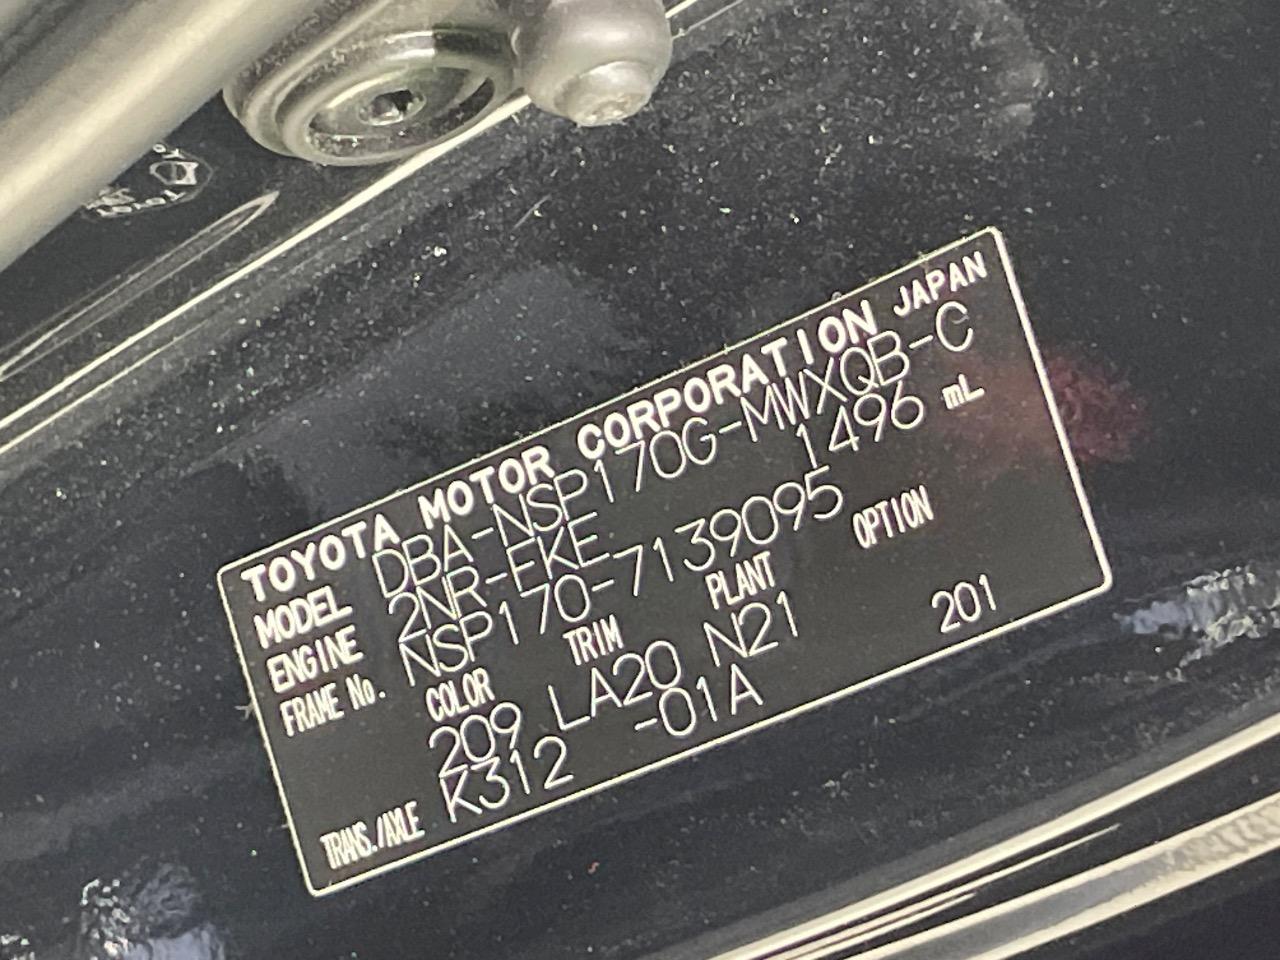 TOYOTA MOTOR CORPORATION JAPAN
MODEL DBA-NSP170G-MWXQB-C
ENGINE 2NR-FKE 1496 mL
FRAME No. NSP170-7139095
COLOR TRIM PLANT OPTION
209 LA20 N21 201
TRANS./AXLE K312 -01A